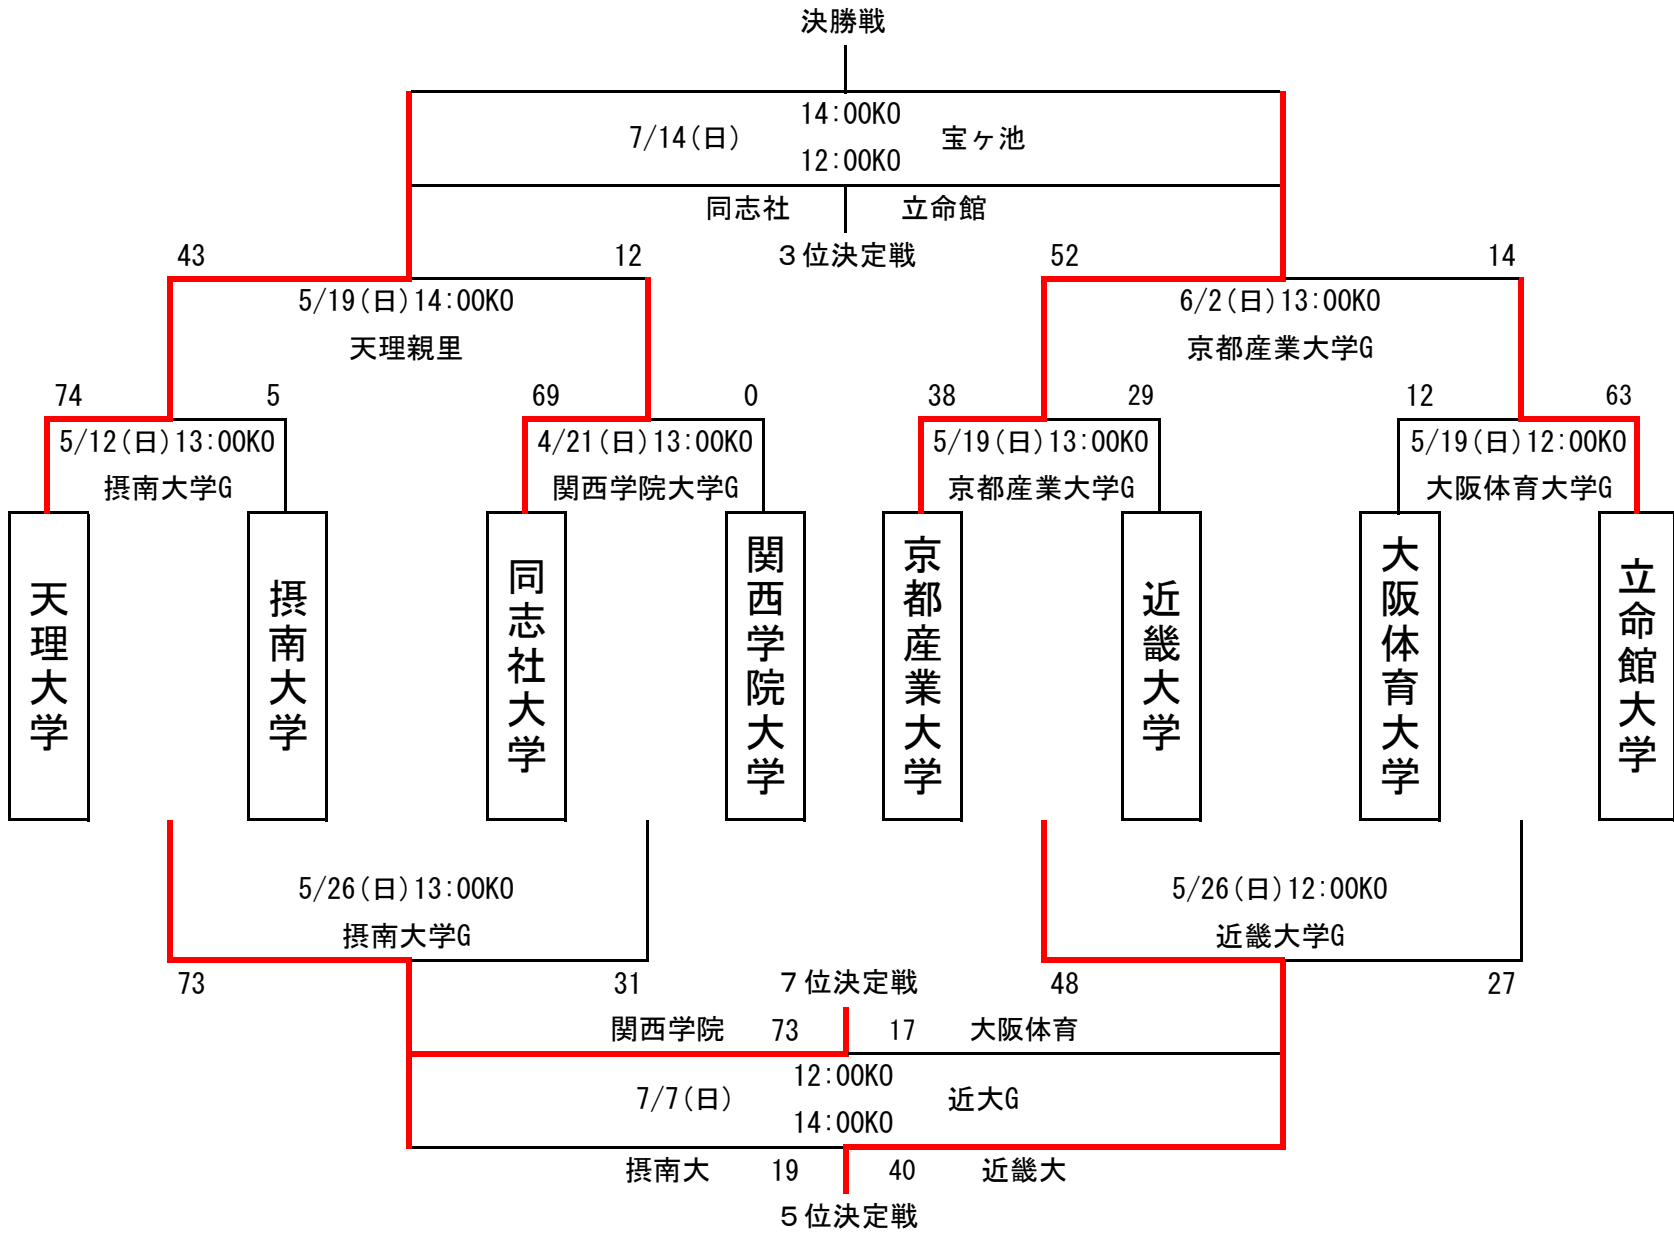 決勝戦
14:00KO
7/14(日) 宝ヶ池
12:00KO
同志社 立命館
43 12 3位決定戦 52 14
5/19(日)14:00KO 6/2(日)13:00KO
天理親里 京都産業大学G
74 5 69 0 38 29 12 63
5/12(日)13:00KO 4/21(日)13:00KO 5/19(日)13:00KO 5/19(日)12:00KO
摂南大学G 関西学院大学G 京都産業大学G 大阪体育大学G
天理大学
摂南大学
同志社大学
関西学院大学
京都産業大学
近畿大学
大阪体育大学
立命館大学
5/26(日)13:00KO 5/26(日)12:00KO
摂南大学G 近畿大学G
73 31 7位決定戦 48 27
関西学院 73 17 大阪体育
12:00KO
7/7(日) 近大G
14:00KO
摂南大 19 40 近畿大
5位決定戦